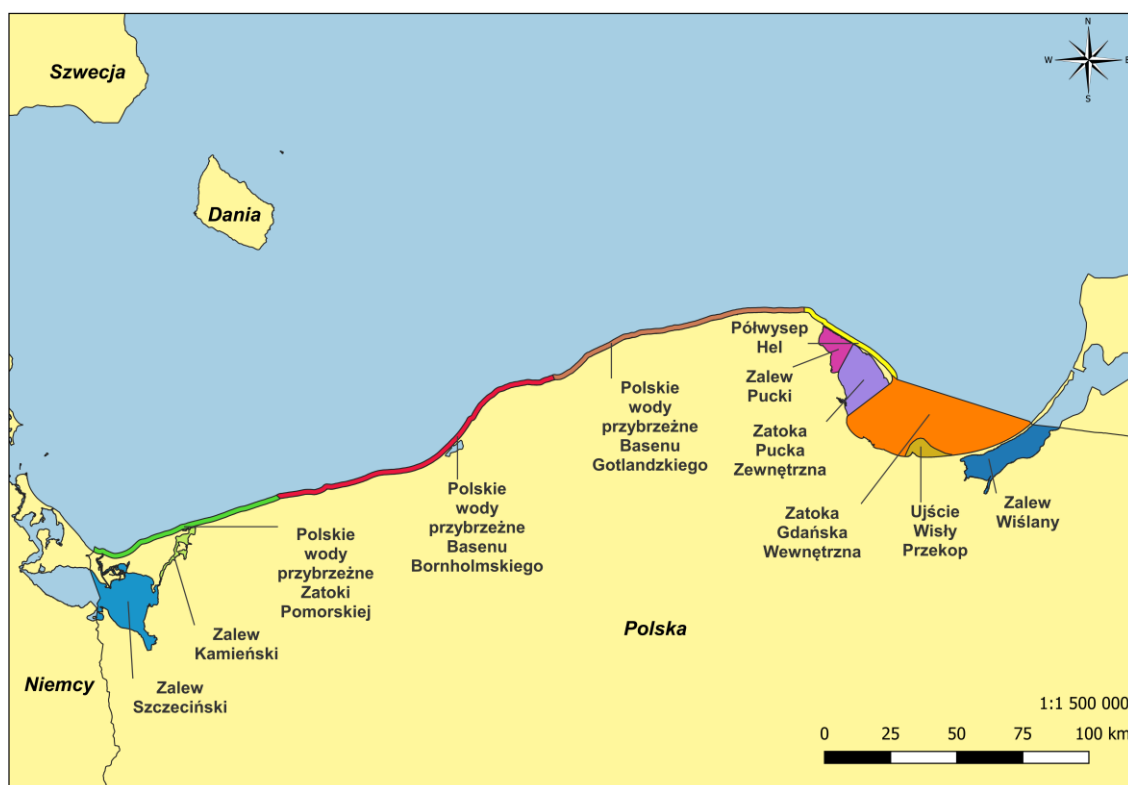 Szwecja
N
W
E
S
Dania
Półwysep
Hel
Zalew
Pucki
Zatoka
Pucka
Zewnętrzna
Polskie
wody
przybrzeżne
Basenu
Gotlandzkiego
Polskie
wody
przybrzeżne
Basenu
Bornholmskiego
Zatoka
Gdańska
Wewnętrzna
Ujście
Wisły
Przekop
Zalew
Wiślany
Polskie
wody
przybrzeżne
Zatoki
Pomorskiej
Zalew
Kamieński
Polska
Niemcy
Zalew
Szczeciński
1:1 500 000
0 25 50 75 100 km